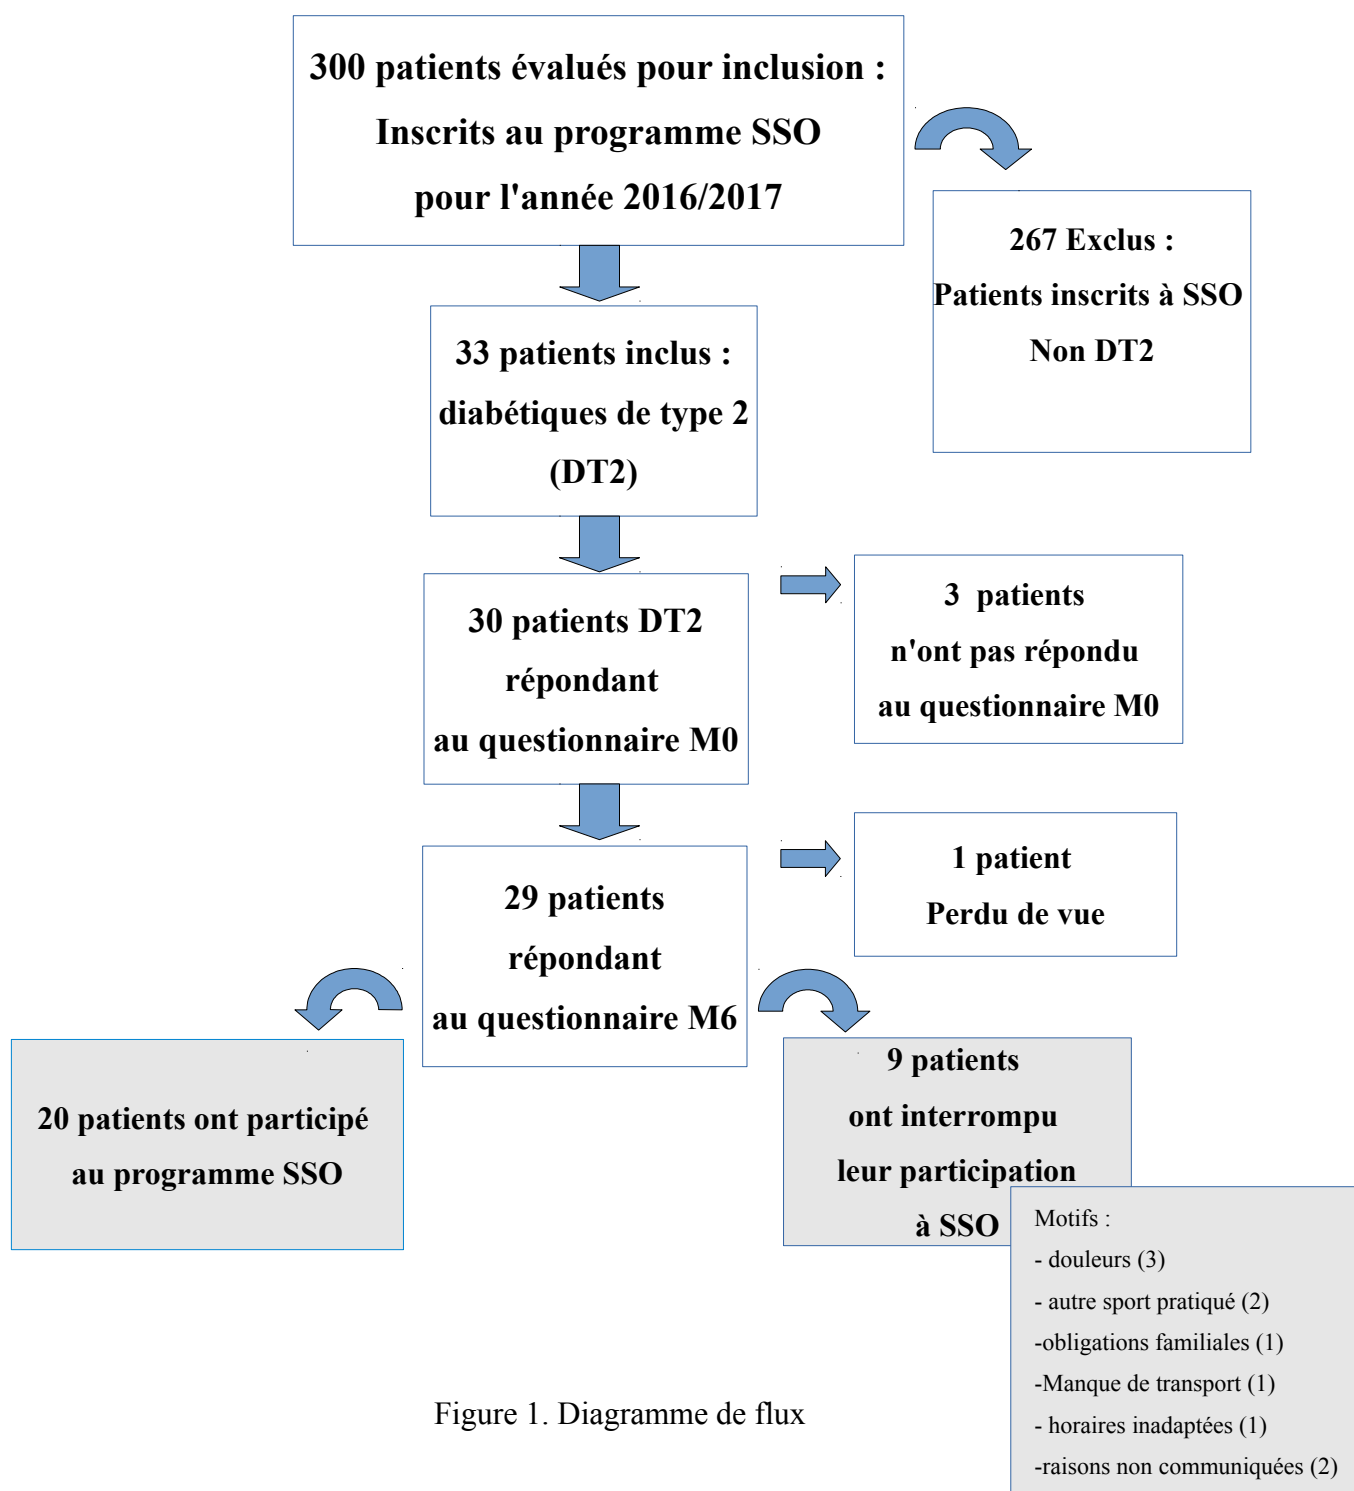 300 patients évalués pour inclusion :
Inscrits au programme SSO
pour l'année 2016/2017
267 Exclus :
Patients inscrits à SSO
Non DT2
33 patients inclus :
diabétiques de type 2
(DT2)
30 patients DT2
répondant
au questionnaire M0
3 patients
n'ont pas répondu
au questionnaire M0
29 patients
répondant
au questionnaire M6
1 patient
Perdu de vue
20 patients ont participé
au programme SSO
9 patients
ont interrompu
leur participation
à SSO
Motifs :
- douleurs (3)
- autre sport pratiqué (2)
-obligations familiales (1)
-Manque de transport (1)
- horaires inadaptées (1)
-raisons non communiquées (2)
Figure 1. Diagramme de flux